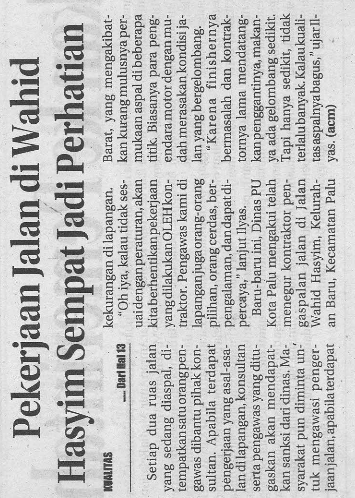 Pekerjaan Jalan di Wahid
Hasyim Sempat Jadi Perhatian
KUALITAS
..... Dari Hal 13
Setiap dua ruas jalan
yang sedang diaspal, di-
tempatkan satu orang pen-
gawas dibantu pihak kon-
sultan. Apabila terdapat
pengerjaan yang asal-asa-
lan di lapangan, konsultan
serta pengawas yang ditu-
gaskan akan mendapat-
kan sanksi dari dinas. Ma-
syarakat pun diminta un-
tuk mengawasi penger-
jaan jalan, apabila terdapat
kekurangan di lapangan.
"Oh iya, kalau tidak ses-
uai dengan peraturan, akan
kita berhentikan pekerjaan
yang dilakukan OLEH kon-
traktor. Pengawas kami di
lapangan juga orang-orang
pilihan, orang cerdas, ber-
pengalaman, dan dapat di-
percaya," lanjut Ilyas.
Baru-baru ini, Dinas PU
Kota Palu mengakui telah
menegur kontraktor pen-
gaspalan Jalan di Jalan
Wahid Hasyim, Kelurah-
an Baru, Kecamatan Palu
Barat, yang mengakibat-
kan kurang mulusnya per-
mukaan aspal di beberapa
titik. Biasanya para peng-
endara motor dengan mu-
dah merasakan kondisi ja-
lan yang bergelombang.
"Karena finishernya
bermasalah dan kontrak-
tornya lama mendatang-
kan penggantinya, makan-
ya ada gelombang sedikit.
Tapi hanya sedikit, tidak
terlalu banyak. Kalau kuali-
tas aspalnya bagus," ujar Il-
yas. (acm)